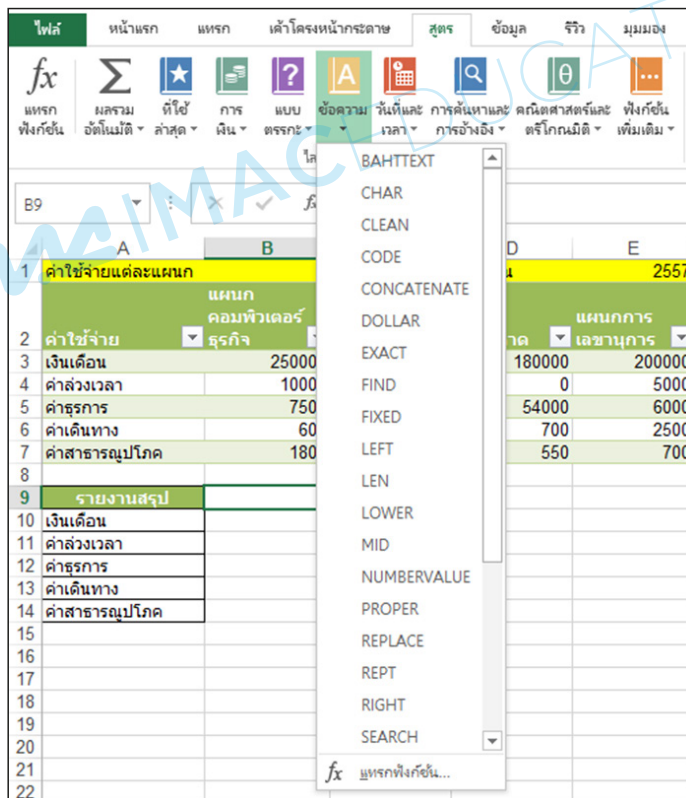 ไฟล์ หน้าแรก แทรก เค้าโครงหน้ากระดาษ สูตร ข้อมูล รีวิว มุมมอง
แทรก ฟังก์ชัน
ผลรวม อัตโนมัติ
ที่ใช้ ล่าสุด
การ เงิน
แบบ ตรรกะ
ข้อความ
วันที่และ เวลา
การค้นหาและ การอ้างอิง
คณิตศาสตร์และ ตรีโกณมิติ
ฟังก์ชัน เพิ่มเติม
B9
BAHTTEXT
CHAR
CLEAN
CODE
CONCATENATE
DOLLAR
EXACT
FIND
FIXED
LEFT
LEN
LOWER
MID
NUMBERVALUE
PROPER
REPLACE
REPT
RIGHT
SEARCH
fx แทรกฟังก์ชัน...
A B D E
1 ค่าใช้จ่ายแต่ละแผนก 2557
2 ค่าใช้จ่าย แผนก คอมพิวเตอร์ ธุรกิจ แผนกการ เลขานุการ
3 เงินเดือน 25000 180000 200000
4 ค่าล่วงเวลา 1000 0 5000
5 ค่าธุรการ 750 54000 6000
6 ค่าเดินทาง 60 700 2500
7 ค่าสาธารณูปโภค 180 550 700
8
9 รายงานสรุป
10 เงินเดือน
11 ค่าล่วงเวลา
12 ค่าธุรการ
13 ค่าเดินทาง
14 ค่าสาธารณูปโภค
15
16
17
18
19
20
21
22